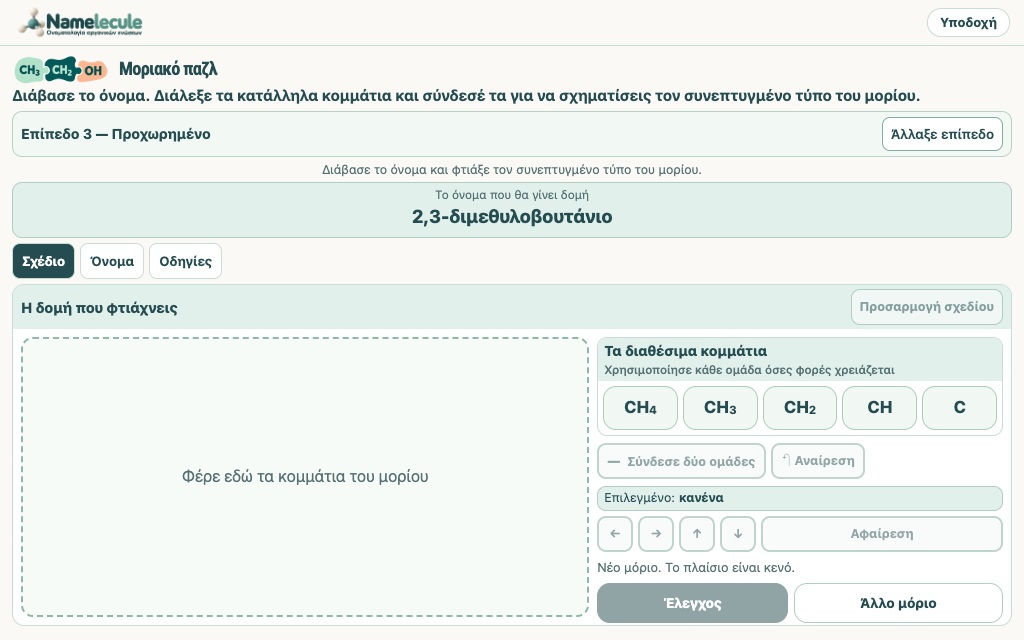 Namelecule
Ονοματολογία οργανικών ενώσεων
Υποδοχή
CH₃ CH₂ OH Μοριακό παζλ
Διάβασε το όνομα. Διάλεξε τα κατάλληλα κομμάτια και σύνδεσέ τα για να σχηματίσεις τον συνεπτυγμένο τύπο του μορίου.
Επίπεδο 3 — Προχωρημένο
Άλλαξε επίπεδο
Διάβασε το όνομα και φτιάξε τον συνεπτυγμένο τύπο του μορίου.
Το όνομα που θα γίνει δομή
2,3-διμεθυλοβουτάνιο
Σχέδιο Όνομα Οδηγίες
Η δομή που φτιάχνεις
Προσαρμογή σχεδίου
Φέρε εδώ τα κομμάτια του μορίου
Τα διαθέσιμα κομμάτια
Χρησιμοποίησε κάθε ομάδα όσες φορές χρειάζεται
CH₄ CH₃ CH₂ CH C
— Σύνδεσε δύο ομάδες
Αναίρεση
Επιλεγμένο: κανένα
← → ↑ ↓ Αφαίρεση
Νέο μόριο. Το πλαίσιο είναι κενό.
Έλεγχος Άλλο μόριο